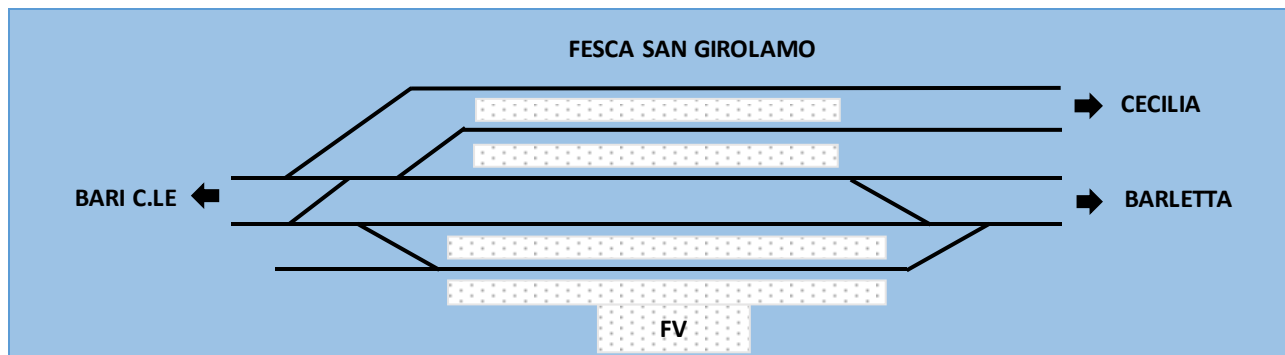 FESCA SAN GIROLAMO
CECILIA
BARI C.LE
BARLETTA
FV